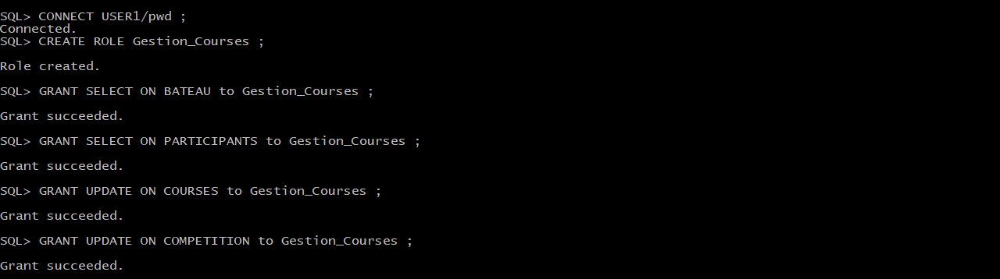 SQL> CONNECT USER1/pwd ;
Connected.
SQL> CREATE ROLE Gestion_Courses ;
Role created.
SQL> GRANT SELECT ON BATEAU to Gestion_Courses ;
Grant succeeded.
SQL> GRANT SELECT ON PARTICIPANTS to Gestion_Courses ;
Grant succeeded.
SQL> GRANT UPDATE ON COURSES to Gestion_Courses ;
Grant succeeded.
SQL> GRANT UPDATE ON COMPETITION to Gestion_Courses ;
Grant succeeded.